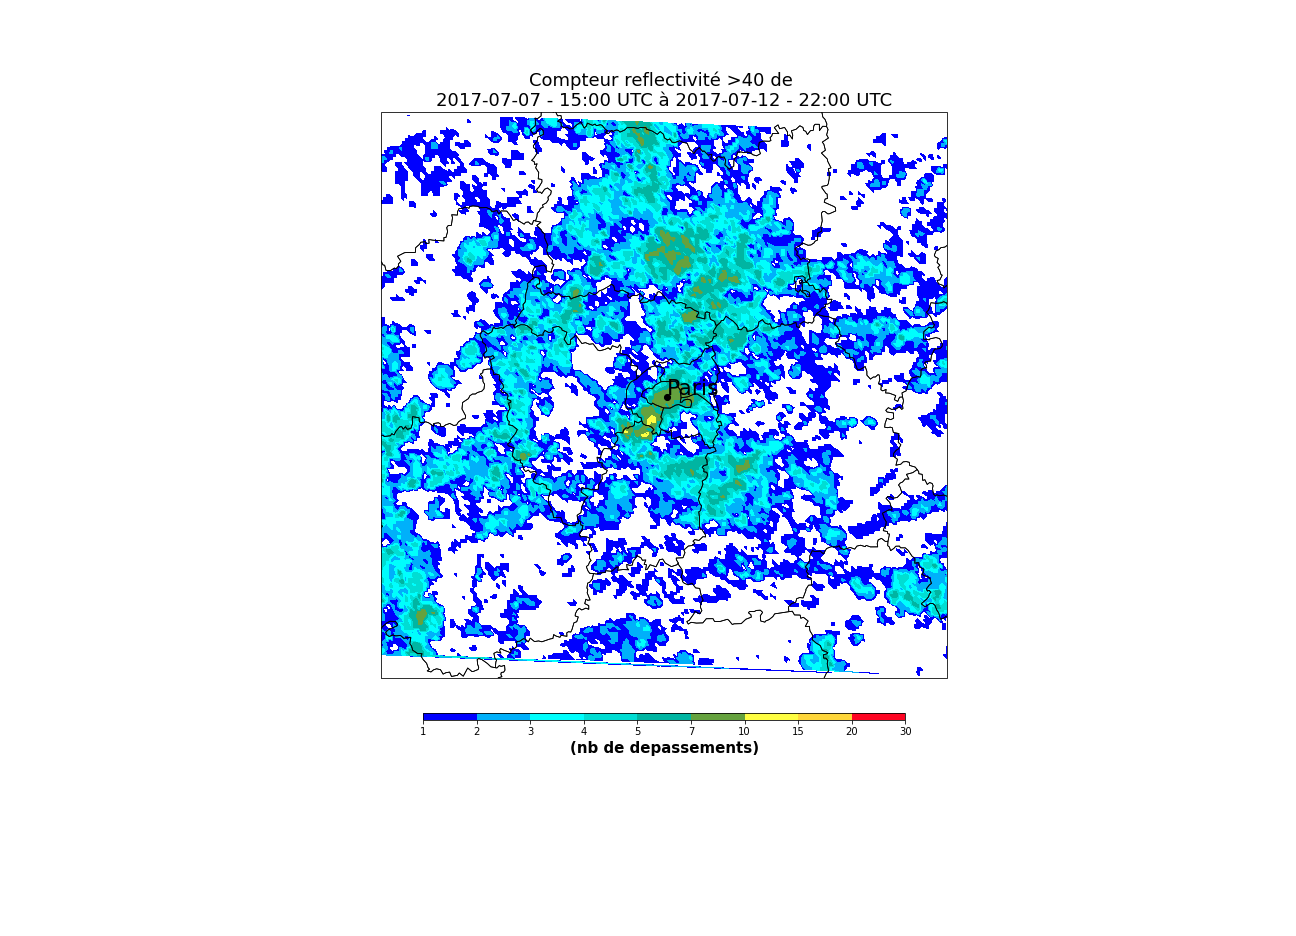 Compteur reflectivité >40 de
2017-07-07 - 15:00 UTC à 2017-07-12 - 22:00 UTC
Paris
1 2 3 4 5 7 10 15 20 30
(nb de depassements)